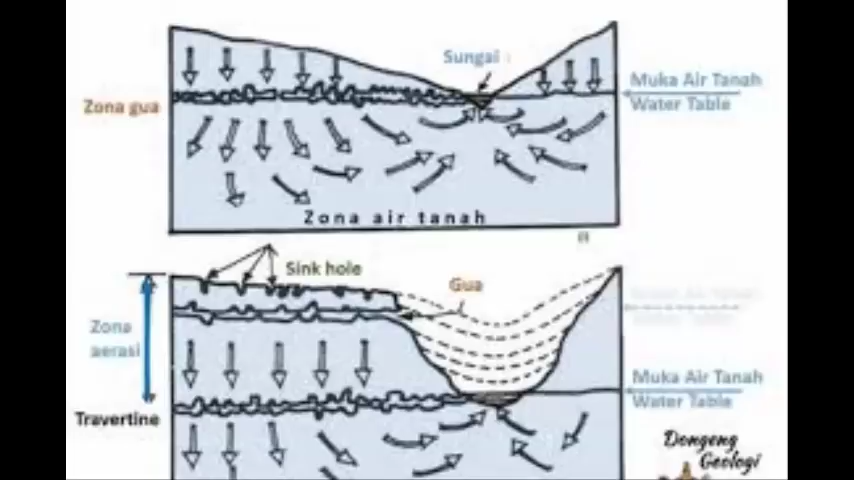 Sungai
Muka Air Tanah
Water Table
Zona gua
Zona air tanah
Sink hole
Gua
Zona
aerasi
Muka Air Tanah
Water Table
Travertine
Dongeng
Geologi